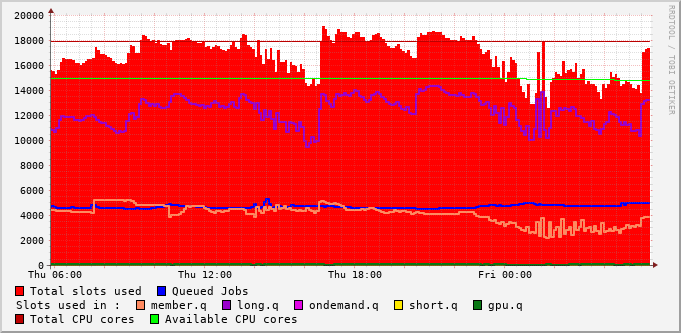 20000
18000
16000
14000
12000
10000
8000
6000
4000
2000
0
Thu 06:00 Thu 12:00 Thu 18:00 Fri 00:00
RRDTOOL / TOBI OETIKER
Total slots used Queued Jobs
Slots used in : member.q long.q ondemand.q short.q gpu.q
Total CPU cores Available CPU cores